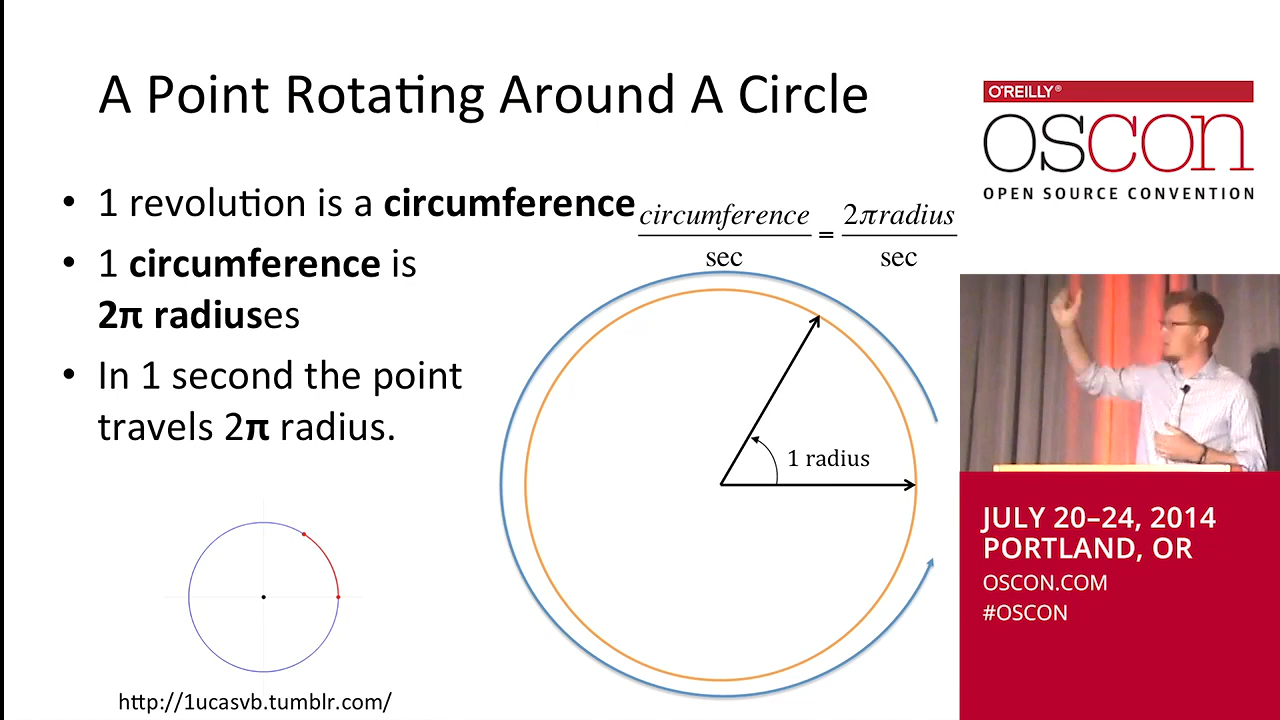 A Point Rotating Around A Circle
• 1 revolution is a circumference
• 1 circumference is
2π radiuses
• In 1 second the point
travels 2π radius.
circumference/sec = 2πradius/sec
1 radius
http://1ucasvb.tumblr.com/
O'REILLY®
OSCON
OPEN SOURCE CONVENTION
JULY 20–24, 2014
PORTLAND, OR
OSCON.COM
#OSCON